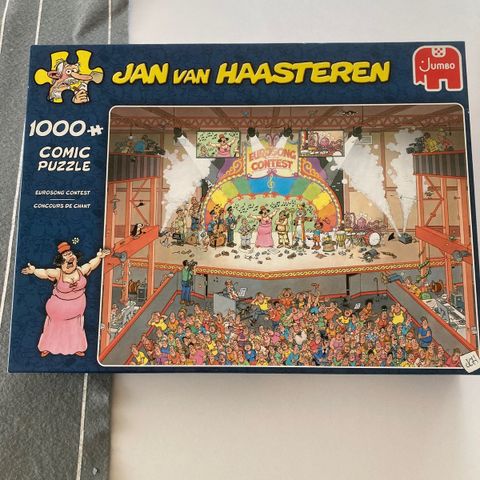 JAN VAN HAASTEREN
Jumbo
1000
COMIC
PUZZLE
EUROSONG CONTEST
CONCOURS DE CHANT
EUROSONG
CONTEST